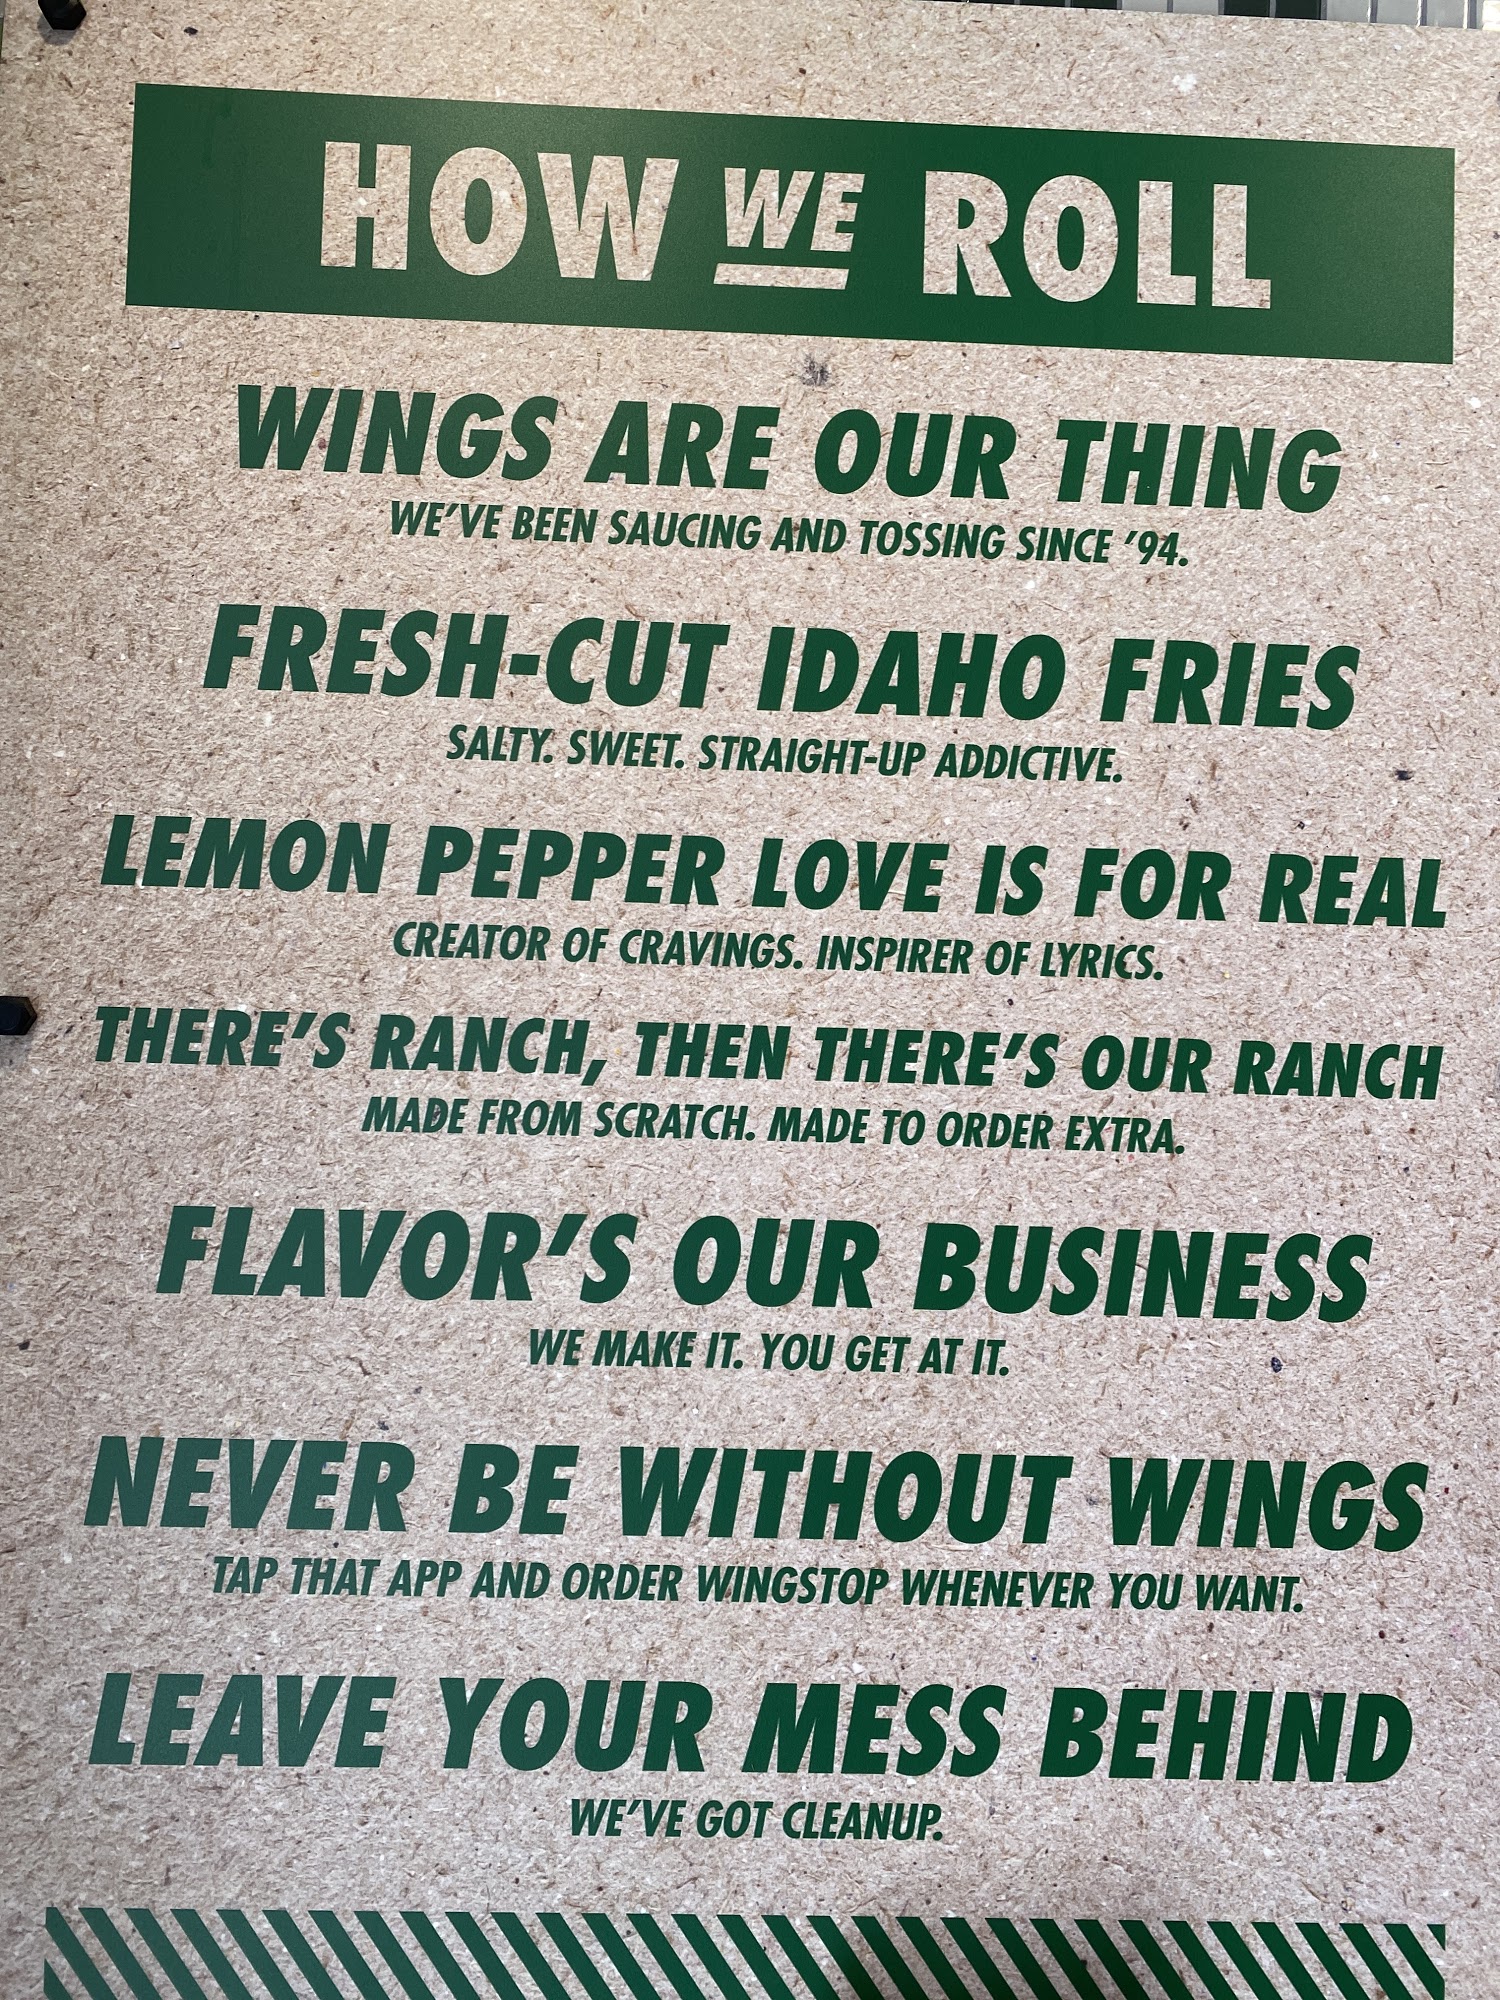 HOW WE ROLL
WINGS ARE OUR THING
WE'VE BEEN SAUCING AND TOSSING SINCE '94.
FRESH-CUT IDAHO FRIES
SALTY. SWEET. STRAIGHT-UP ADDICTIVE.
LEMON PEPPER LOVE IS FOR REAL
CREATOR OF CRAVINGS. INSPIRER OF LYRICS.
THERE'S RANCH, THEN THERE'S OUR RANCH
MADE FROM SCRATCH. MADE TO ORDER EXTRA.
FLAVOR'S OUR BUSINESS
WE MAKE IT. YOU GET AT IT.
NEVER BE WITHOUT WINGS
TAP THAT APP AND ORDER WINGSTOP WHENEVER YOU WANT.
LEAVE YOUR MESS BEHIND
WE'VE GOT CLEANUP.